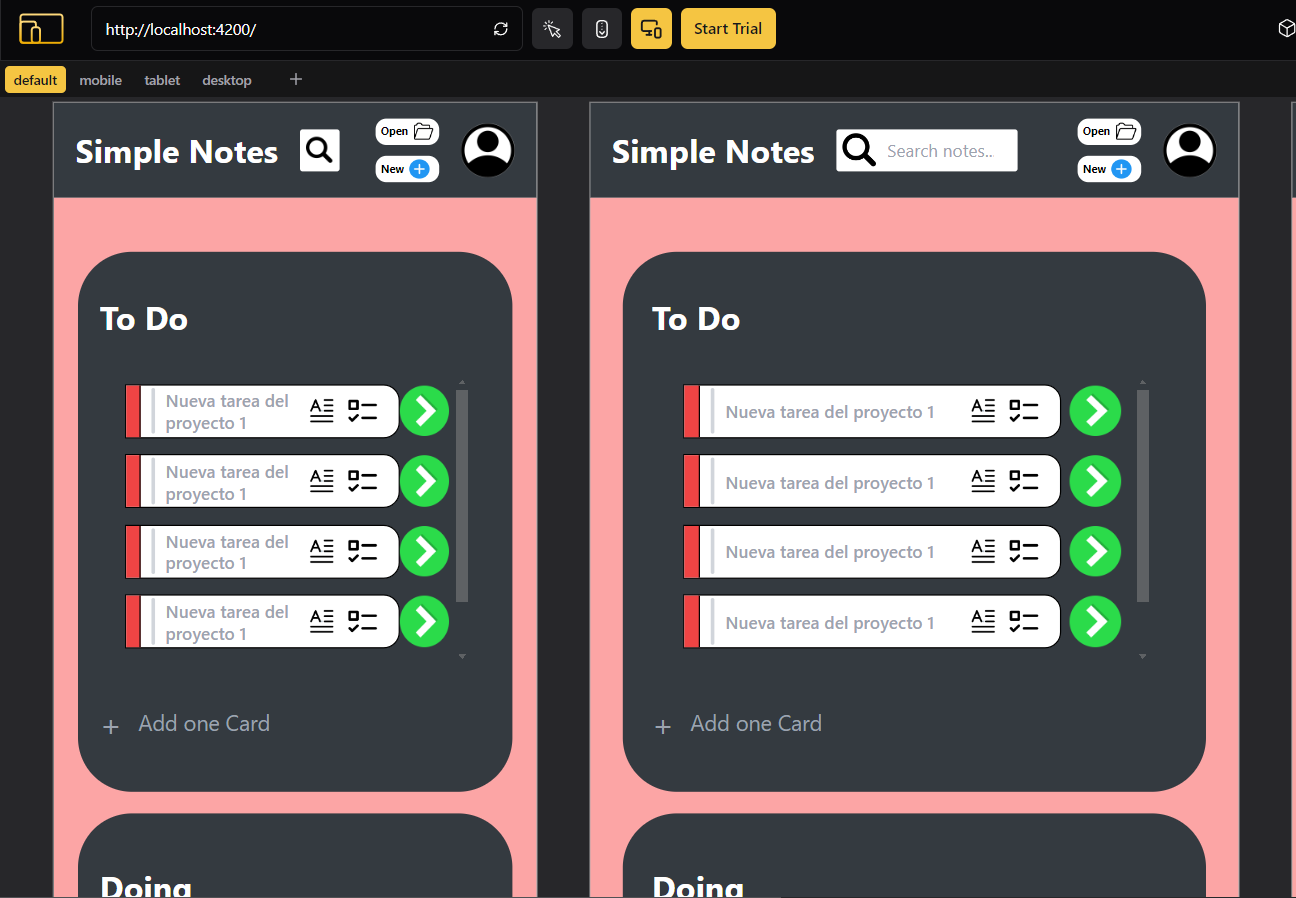 http://localhost:4200/
Start Trial
default
mobile
tablet
desktop
Simple Notes
Open
New
Simple Notes
Search notes..
Open
New
To Do
Nueva tarea del
proyecto 1
Nueva tarea del
proyecto 1
Nueva tarea del
proyecto 1
Nueva tarea del
proyecto 1
+ Add one Card
Doing
To Do
Nueva tarea del proyecto 1
Nueva tarea del proyecto 1
Nueva tarea del proyecto 1
Nueva tarea del proyecto 1
+ Add one Card
Doing